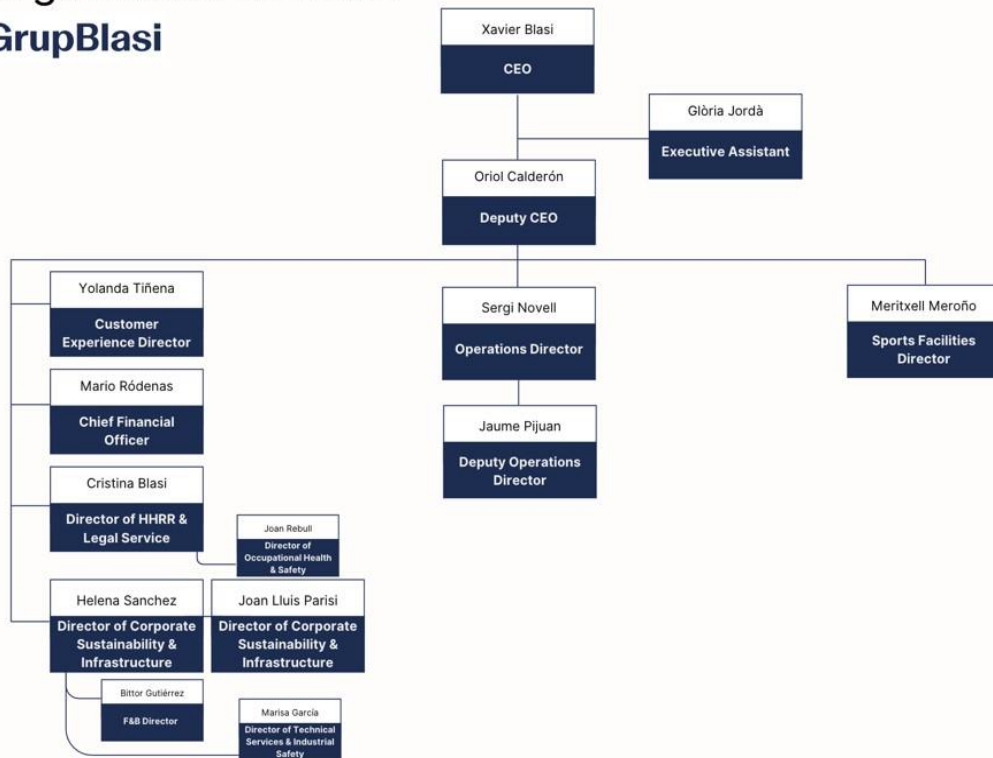 GrupBlasi
Xavier Blasi
CEO
Glòria Jordà
Executive Assistant
Oriol Calderón
Deputy CEO
Yolanda Tiñena
Customer
Experience Director
Sergi Novell
Operations Director
Meritxell Meroño
Sports Facilities
Director
Mario Ródenas
Chief Financial
Officer
Jaume Pijuan
Deputy Operations
Director
Cristina Blasi
Director of HHRR &
Legal Service
Joan Rebull
Director of
Occupational Health
& Safety
Helena Sanchez
Director of Corporate
Sustainability &
Infrastructure
Joan Lluis Parisi
Director of Corporate
Sustainability &
Infrastructure
Bittor Gutiérrez
F&B Director
Marisa García
Director of Technical
Services & Industrial
Safety